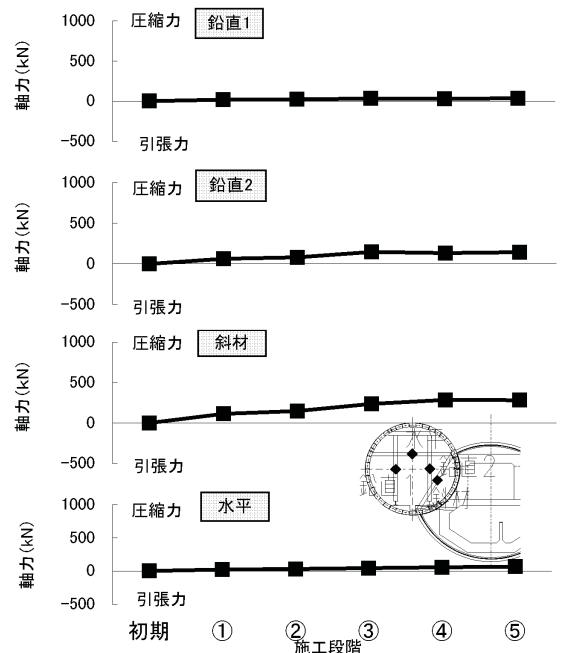 1000 圧縮力 鉛直1
500
軸力(kN)
0
-500
引張力
1000 圧縮力 鉛直2
500
軸力(kN)
0
-500
引張力
1000 圧縮力 斜材
500
軸力(kN)
0
-500
引張力
水平
鉛直2
鉛直1
斜材
1000 圧縮力 水平
500
軸力(kN)
0
-500
引張力
初期 ① ② ③ ④ ⑤
施工段階